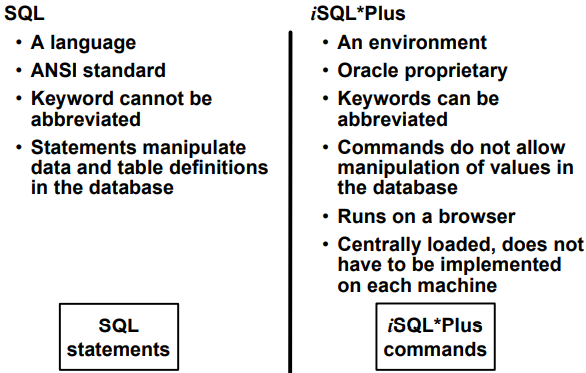 SQL
• A language
• ANSI standard
• Keyword cannot be
abbreviated
• Statements manipulate
data and table definitions
in the database
SQL
statements
iSQL*Plus
• An environment
• Oracle proprietary
• Keywords can be
abbreviated
• Commands do not allow
manipulation of values in
the database
• Runs on a browser
• Centrally loaded, does not
have to be implemented
on each machine
iSQL*Plus
commands